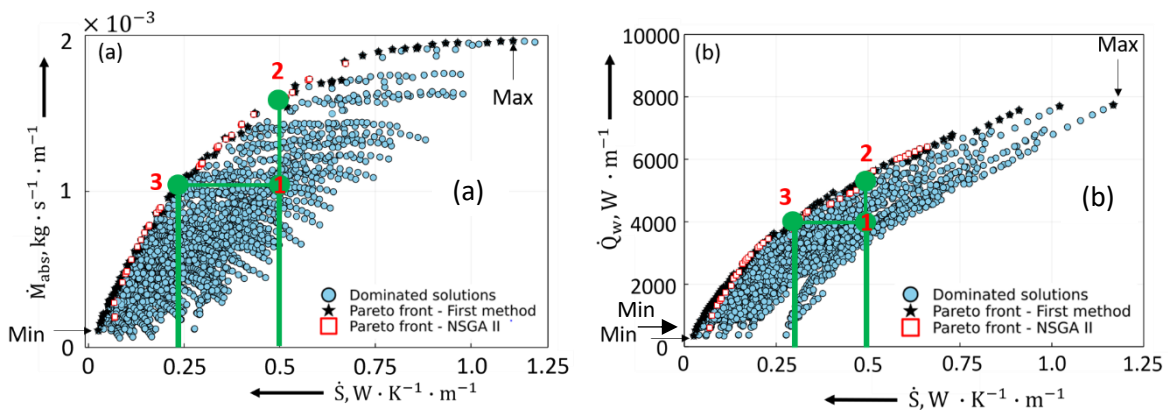 × 10⁻³
(a)
2
1
0
Ṁabs, kg · s⁻¹ · m⁻¹
Min
2
3
1
Max
(a)
Dominated solutions
Pareto front - First method
Pareto front - NSGA II
0 0.25 0.5 0.75 1.0 1.25
Ṡ, W · K⁻¹ · m⁻¹
(b)
10000
8000
6000
4000
2000
0
Q̇w, W · m⁻¹
Min
Min
Max
2
3
1
(b)
Dominated solutions
Pareto front - First method
Pareto front - NSGA II
0 0.25 0.5 0.75 1.0 1.25
Ṡ, W · K⁻¹ · m⁻¹